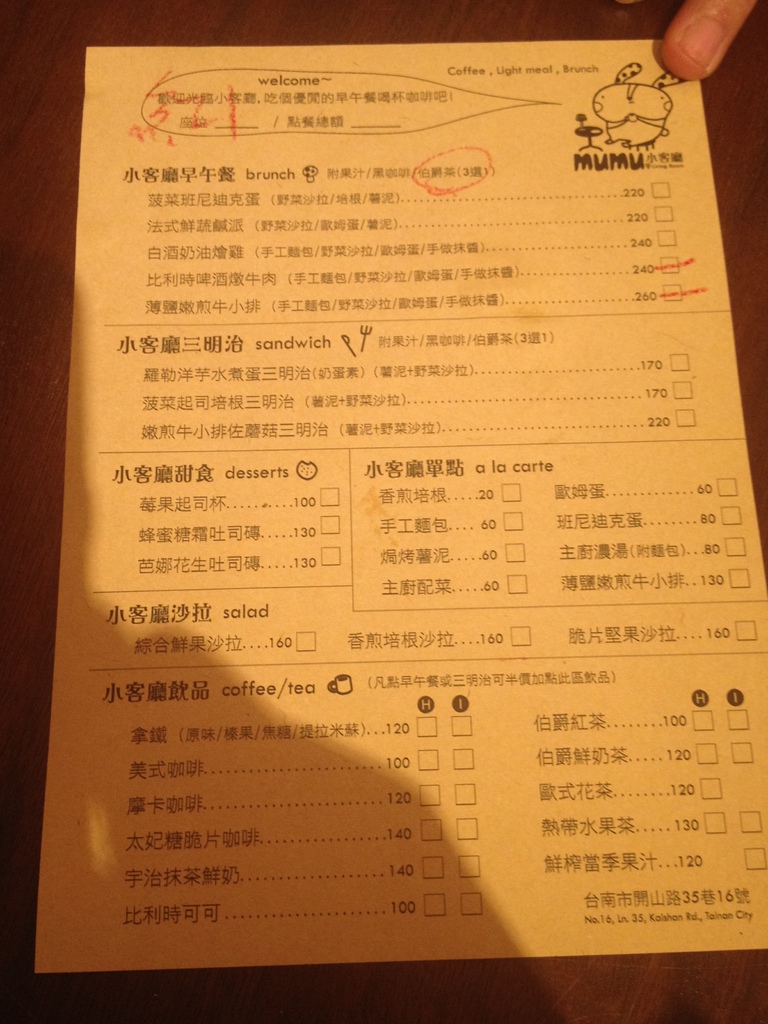 welcome~
歡迎光臨小客廳,吃個優閒的早午餐喝杯咖啡吧!
座位_____ / 點餐總額_____
Coffee , Light meal , Brunch
mumu小客廳
Living Room
小客廳早午餐 brunch 附果汁/黑咖啡/伯爵茶(3選1)
菠菜班尼迪克蛋 (野菜沙拉/培根/薯泥)...220
法式鮮蔬鹹派 (野菜沙拉/歐姆蛋/薯泥)...220
白酒奶油燴雞 (手工麵包/野菜沙拉/歐姆蛋/手做抹醬)...240
比利時啤酒燉牛肉 (手工麵包/野菜沙拉/歐姆蛋/手做抹醬)...240
薄鹽嫩煎牛小排 (手工麵包/野菜沙拉/歐姆蛋/手做抹醬)...260
小客廳三明治 sandwich 附果汁/黑咖啡/伯爵茶(3選1)
羅勒洋芋水煮蛋三明治(奶蛋素) (薯泥+野菜沙拉)...170
菠菜起司培根三明治 (薯泥+野菜沙拉)...170
嫩煎牛小排佐蘑菇三明治 (薯泥+野菜沙拉)...220
小客廳甜食 desserts
莓果起司杯...100
蜂蜜糖霜吐司磚...130
芭娜花生吐司磚...130
小客廳單點 a la carte
香煎培根....20
手工麵包.... 60
焗烤薯泥....60
主廚配菜....60
歐姆蛋...60
班尼迪克蛋...80
主廚濃湯(附麵包)...80
薄鹽嫩煎牛小排..130
小客廳沙拉 salad
綜合鮮果沙拉....160
香煎培根沙拉....160
脆片堅果沙拉....160
小客廳飲品 coffee/tea (凡點早午餐或三明治可半價加點此區飲品)
H I
拿鐵 (原味/榛果/焦糖/提拉米蘇)...120
美式咖啡...100
摩卡咖啡...120
太妃糖脆片咖啡...140
宇治抹茶鮮奶...140
比利時可可...100
H I
伯爵紅茶...100
伯爵鮮奶茶.....120
歐式花茶...120
熱帶水果茶.....130
鮮榨當季果汁...120
台南市開山路35巷16號
No.16, Ln. 35, Kaishan Rd., Tainan City